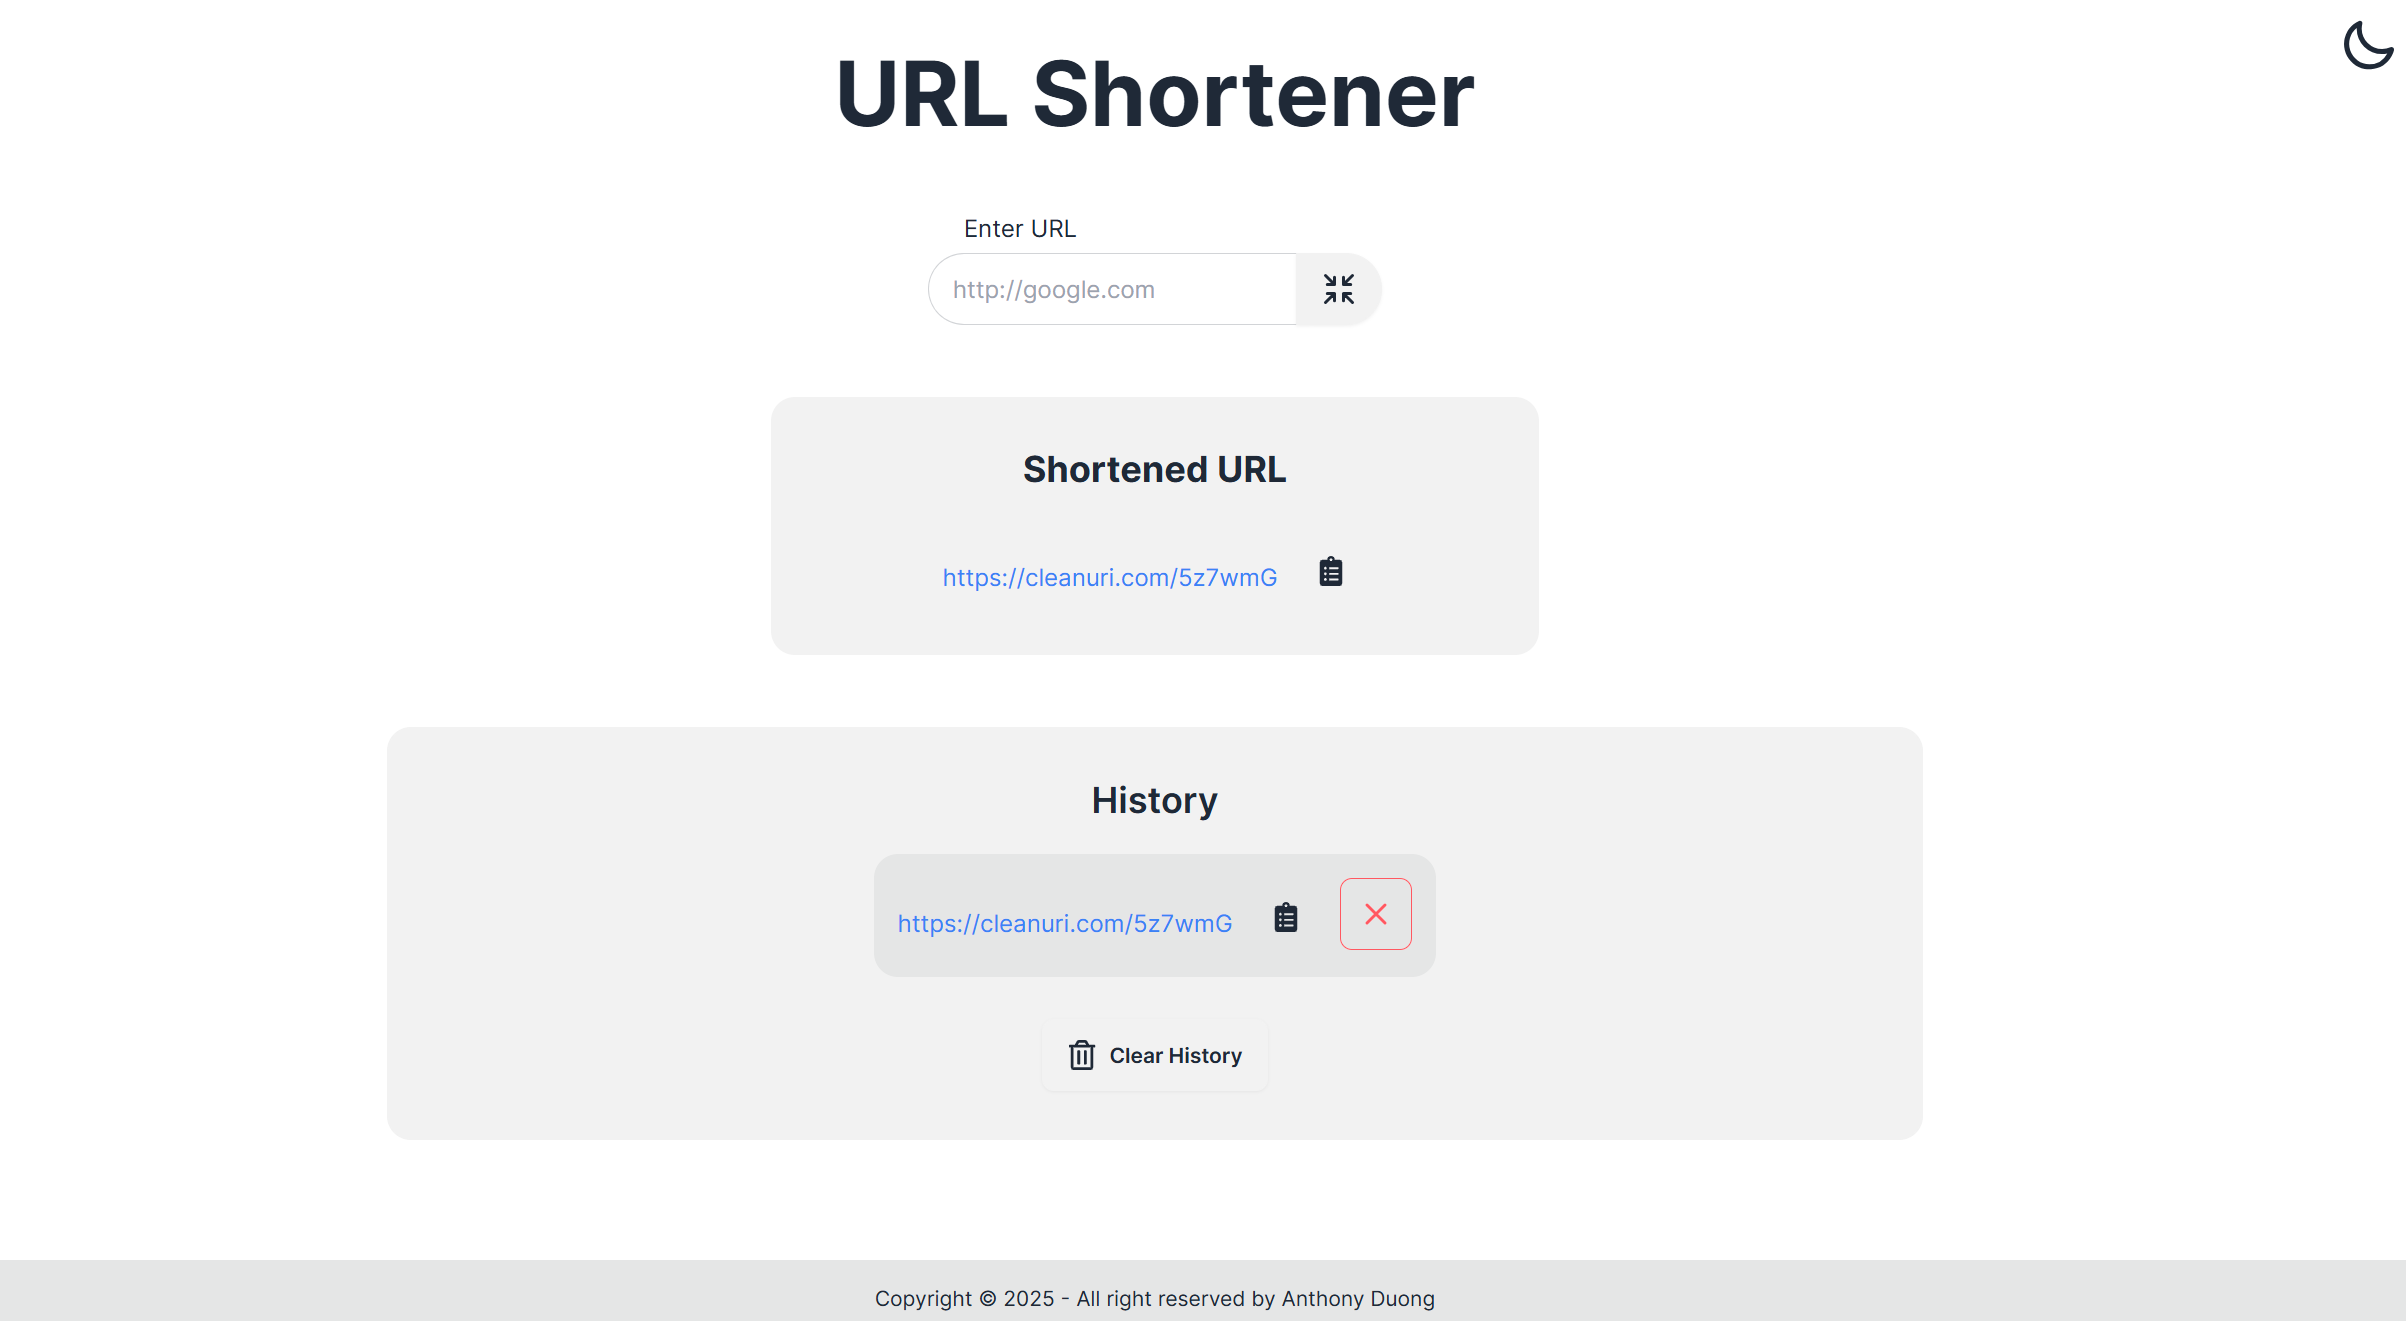 URL Shortener
Enter URL
http://google.com
Shortened URL
https://cleanuri.com/5z7wmG
History
https://cleanuri.com/5z7wmG
Clear History
Copyright © 2025 - All right reserved by Anthony Duong